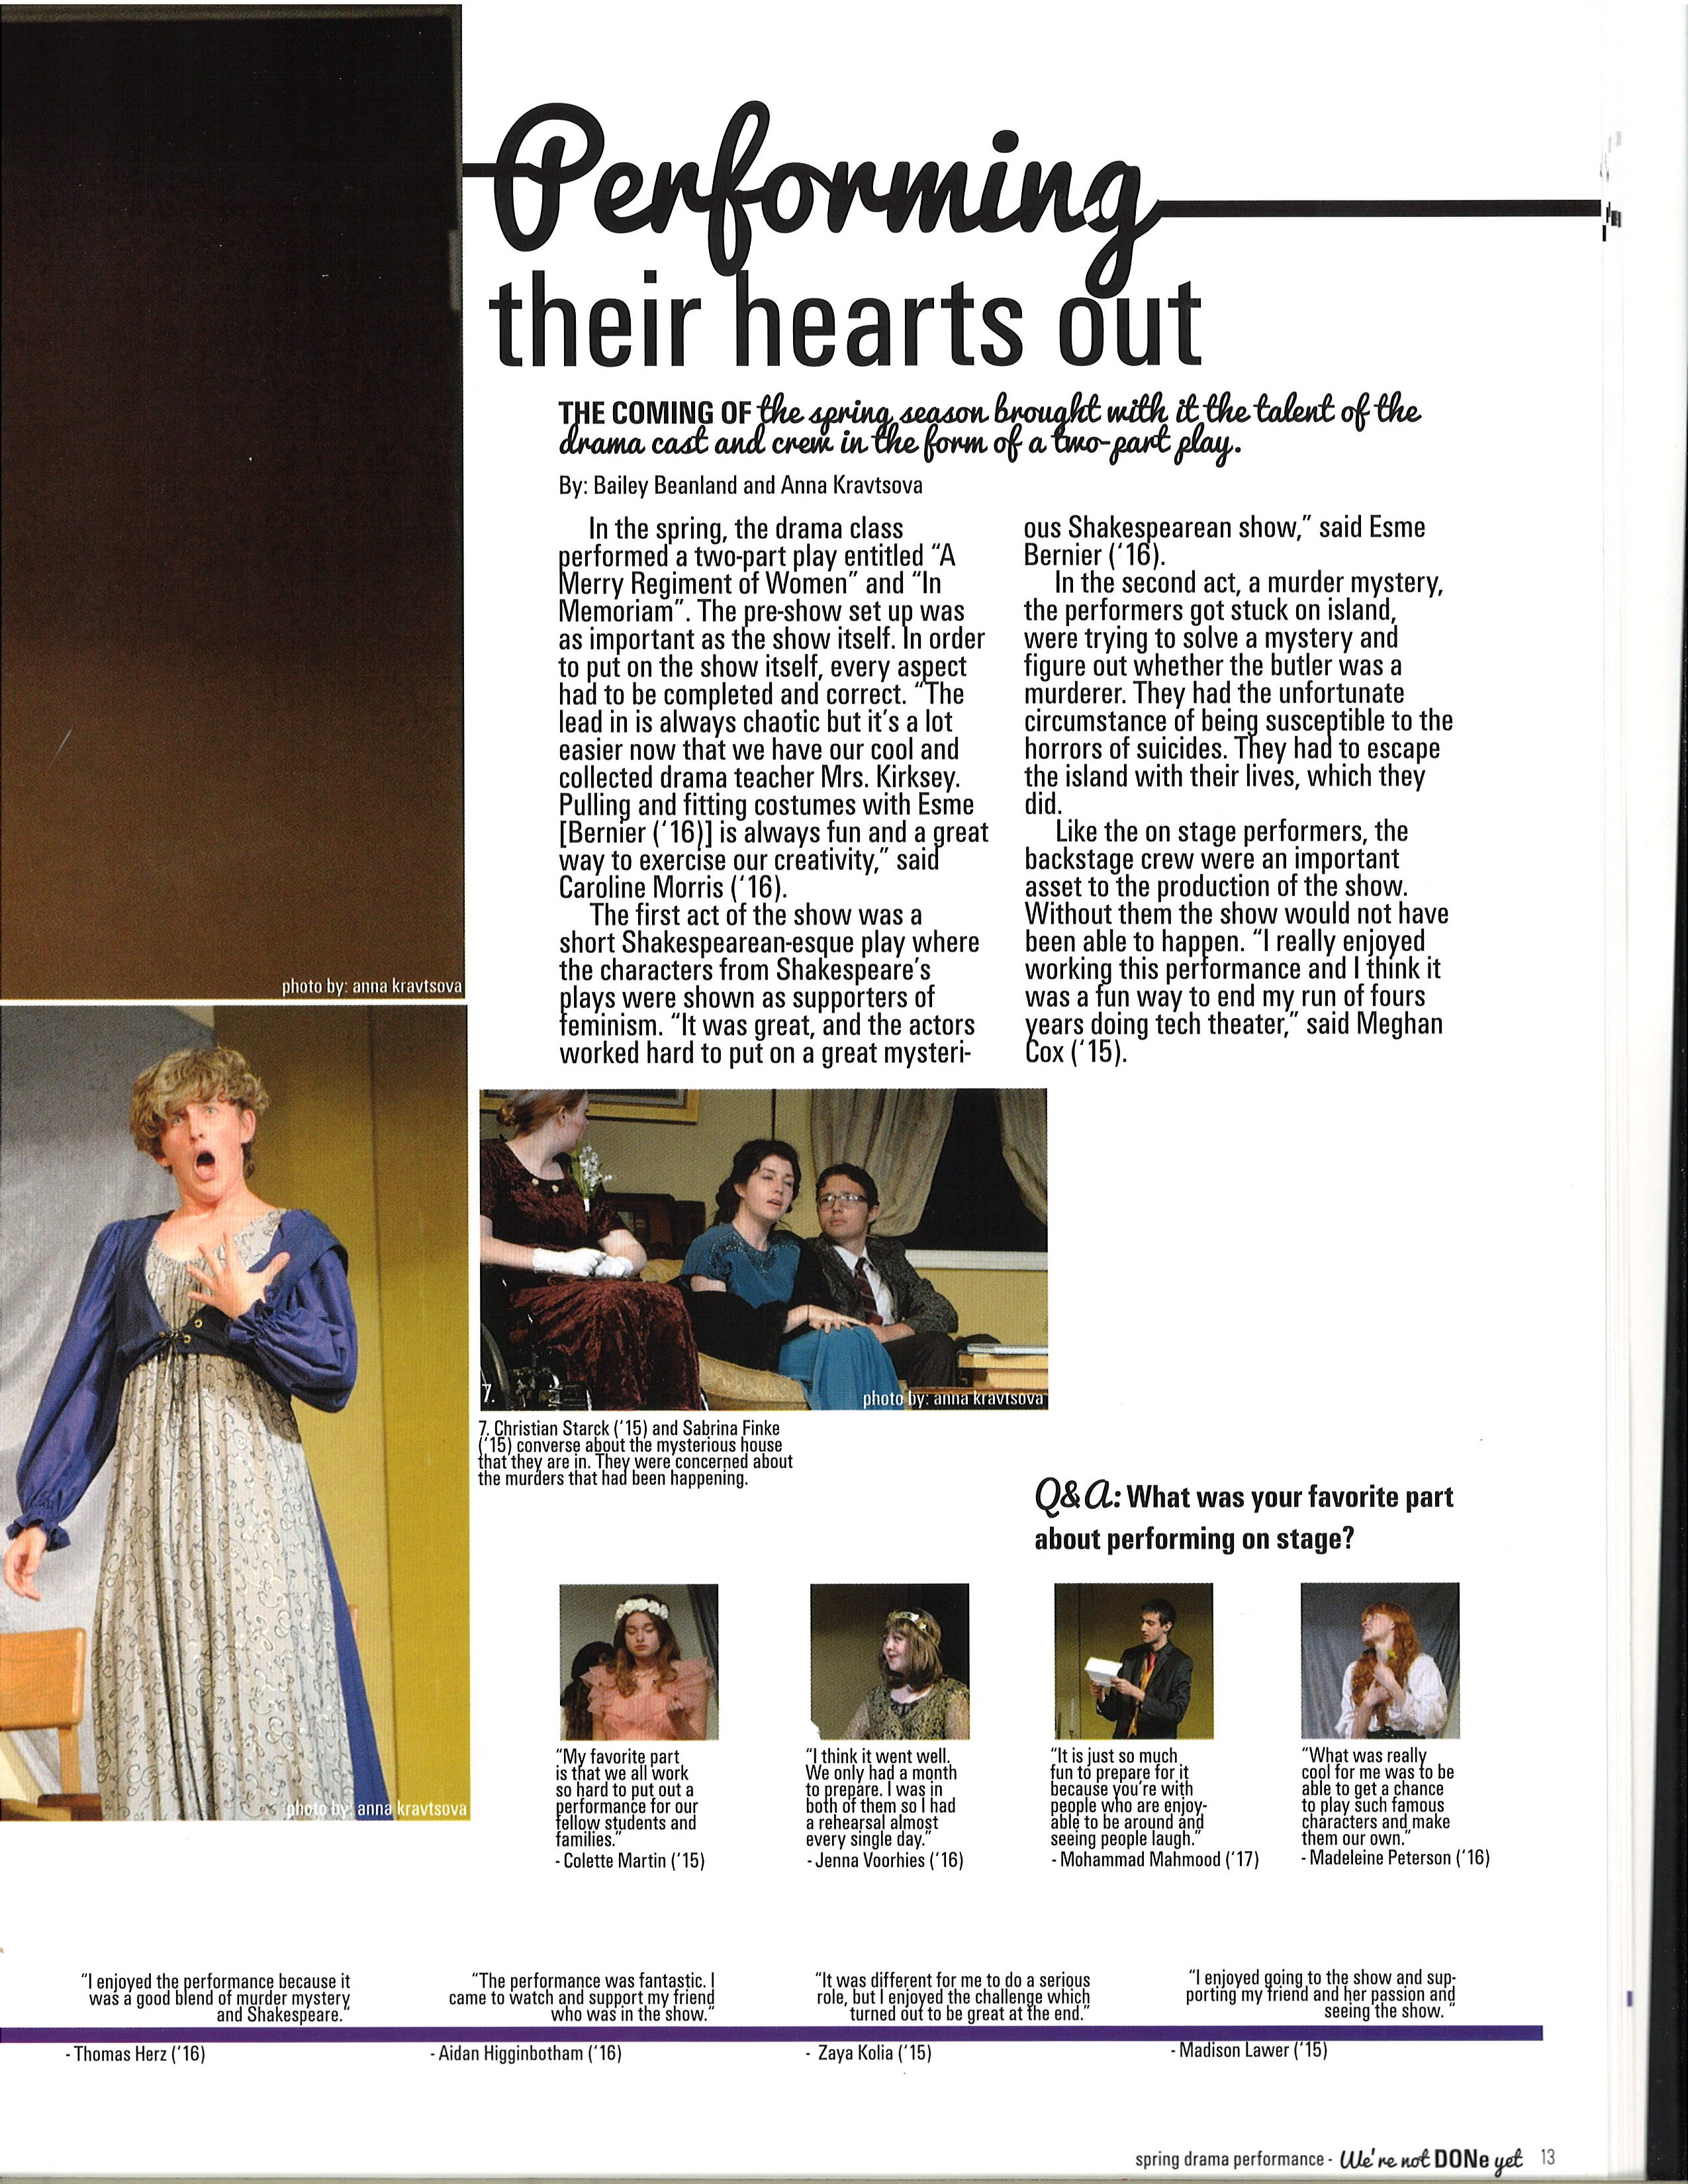 Performing
their hearts out
THE COMING OF the spring season brought with it the talent of the
drama cast and crew in the form of a two-part play.
By: Bailey Beanland and Anna Kravtsova
In the spring, the drama class
performed a two-part play entitled “A
Merry Regiment of Women” and “In
Memoriam”. The pre-show set up was
as important as the show itself. In order
to put on the show itself, every aspect
had to be completed and correct. “The
lead in is always chaotic but it’s a lot
easier now that we have our cool and
collected drama teacher Mrs. Kirksey.
Pulling and fitting costumes with Esme
[Bernier (‘16)] is always fun and a great
way to exercise our creativity,” said
Caroline Morris (‘16).
The first act of the show was a
short Shakespearean-esque play where
the characters from Shakespeare’s
plays were shown as supporters of
feminism. “It was great, and the actors
worked hard to put on a great mysteri-
ous Shakespearean show,” said Esme
Bernier (‘16).
In the second act, a murder mystery,
the performers got stuck on island,
were trying to solve a mystery and
figure out whether the butler was a
murderer. They had the unfortunate
circumstance of being susceptible to the
horrors of suicides. They had to escape
the island with their lives, which they
did.
Like the on stage performers, the
backstage crew were an important
asset to the production of the show.
Without them the show would not have
been able to happen. “I really enjoyed
working this performance and I think it
was a fun way to end my run of fours
years doing tech theater,” said Meghan
Cox (‘15).
photo by: anna kravtsova
7.
photo by: anna kravtsova
7. Christian Starck (‘15) and Sabrina Finke
(‘15) converse about the mysterious house
that they are in. They were concerned about
the murders that had been happening.
photo by: anna kravtsova
Q&A: What was your favorite part
about performing on stage?
“My favorite part
is that we all work
so hard to put out a
performance for our
fellow students and
families.”
- Colette Martin (‘15)
“I think it went well.
We only had a month
to prepare. I was in
both of them so I had
a rehearsal almost
every single day.”
- Jenna Voorhies (‘16)
“It is just so much
fun to prepare for it
because you’re with
people who are enjoy-
able to be around and
seeing people laugh.”
- Mohammad Mahmood (‘17)
“What was really
cool for me was to be
able to get a chance
to play such famous
characters and make
them our own.”
- Madeleine Peterson (‘16)
“I enjoyed the performance because it
was a good blend of murder mystery
and Shakespeare.”
- Thomas Herz (‘16)
“The performance was fantastic. I
came to watch and support my friend
who was in the show.”
- Aidan Higginbotham (‘16)
“It was different for me to do a serious
role, but I enjoyed the challenge which
turned out to be great at the end.”
- Zaya Kolia (‘15)
“I enjoyed going to the show and sup-
porting my friend and her passion and
seeing the show. “
- Madison Lawer (‘15)
spring drama performance - We're not DONe yet 13